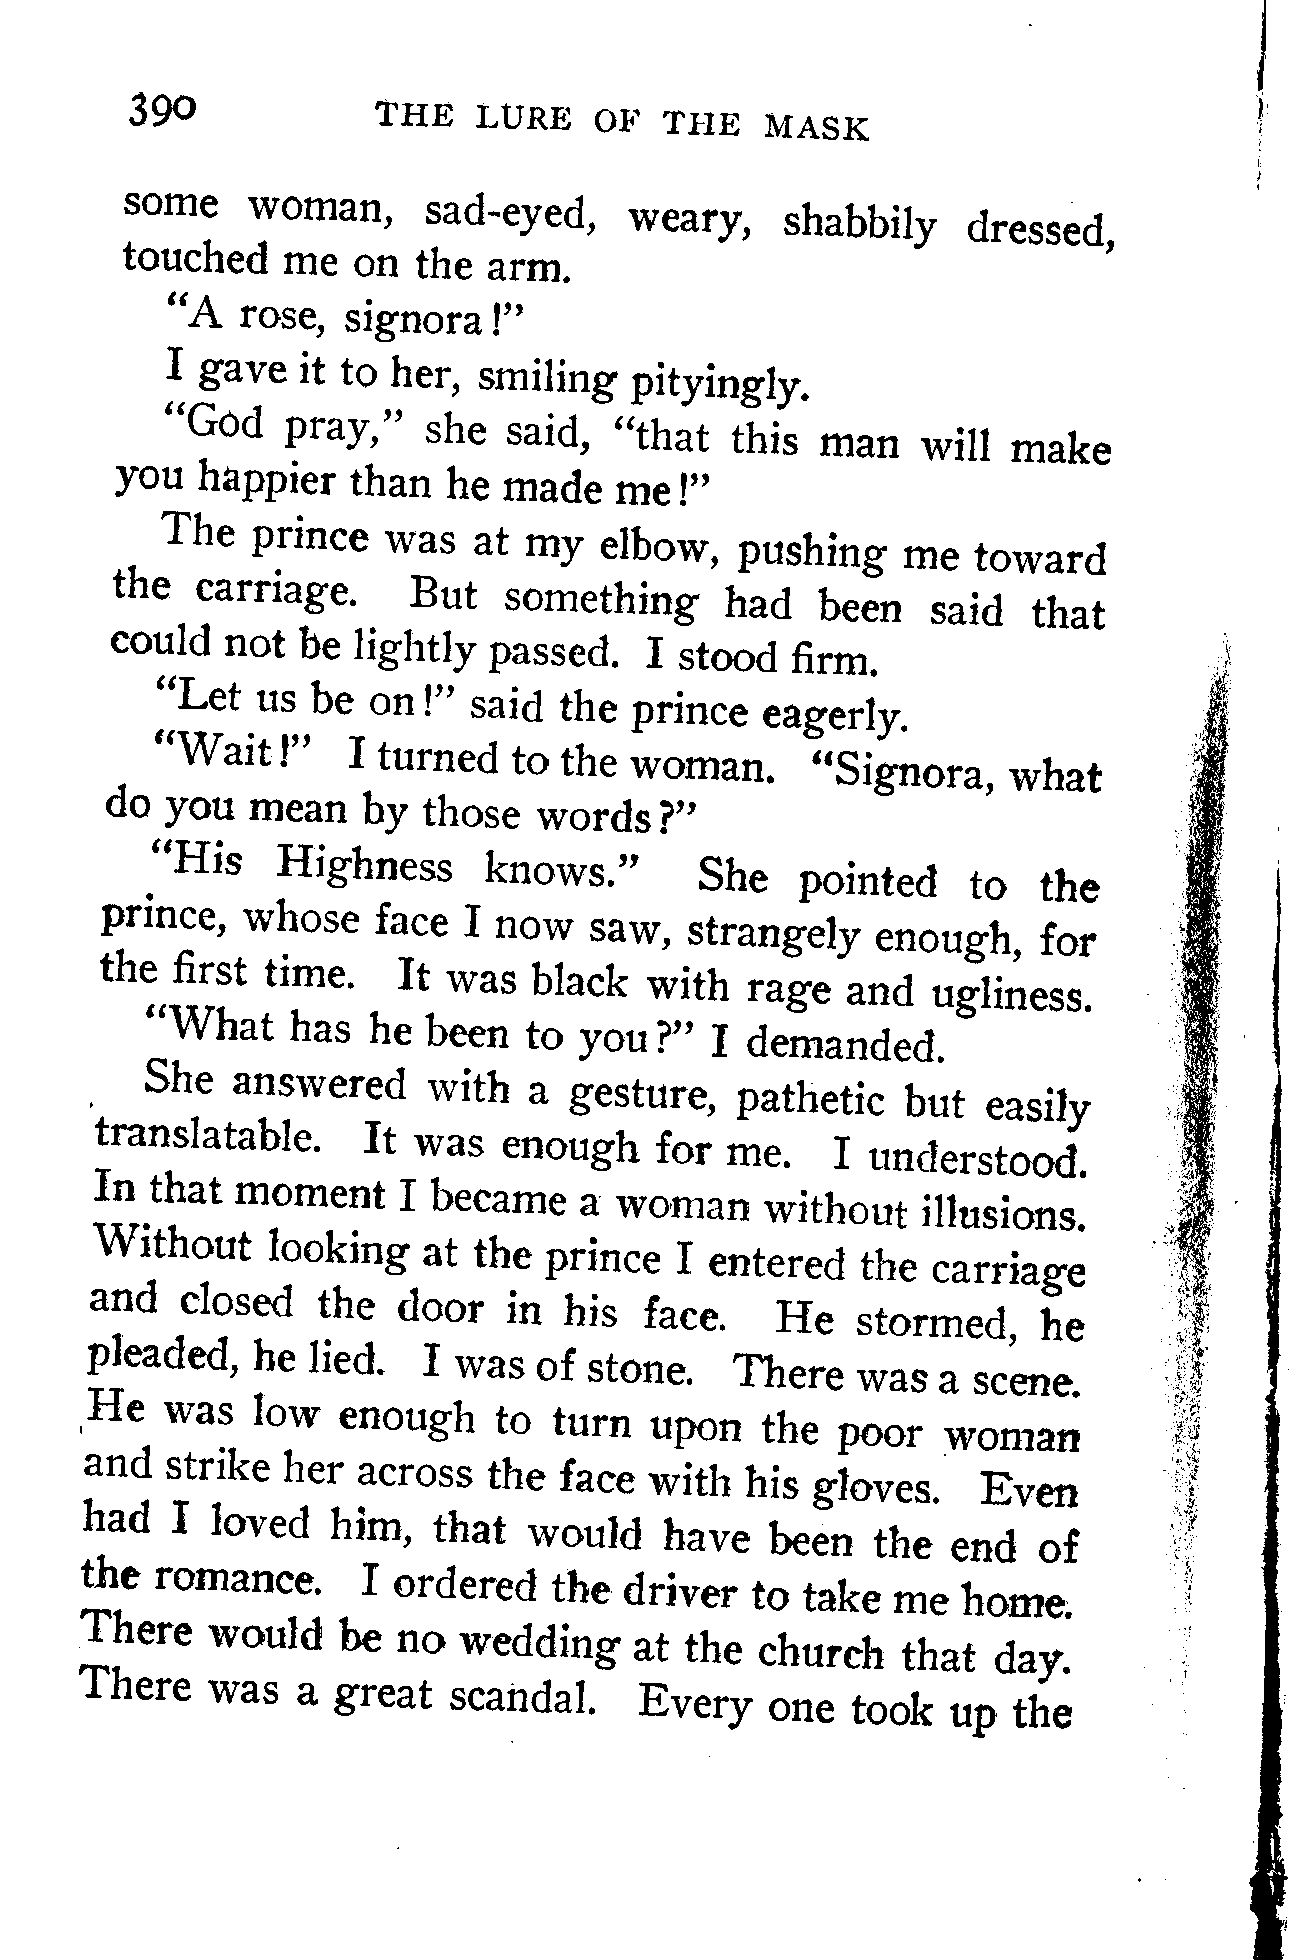 390 THE LURE OF THE MASK
some woman, sad-eyed, weary, shabbily dressed,
touched me on the arm.
"A rose, signora!"
I gave it to her, smiling pityingly.
"God pray," she said, "that this man will make
you happier than he made me!"
The prince was at my elbow, pushing me toward
the carriage. But something had been said that
could not be lightly passed. I stood firm.
"Let us be on!" said the prince eagerly.
"Wait!" I turned to the woman. "Signora, what
do you mean by those words?"
"His Highness knows." She pointed to the
prince, whose face I now saw, strangely enough, for
the first time. It was black with rage and ugliness.
"What has he been to you?" I demanded.
She answered with a gesture, pathetic but easily
translatable. It was enough for me. I understood.
In that moment I became a woman without illusions.
Without looking at the prince I entered the carriage
and closed the door in his face. He stormed, he
pleaded, he lied. I was of stone. There was a scene.
He was low enough to turn upon the poor woman
and strike her across the face with his gloves. Even
had I loved him, that would have been the end of
the romance. I ordered the driver to take me home.
There would be no wedding at the church that day.
There was a great scandal. Every one took up the